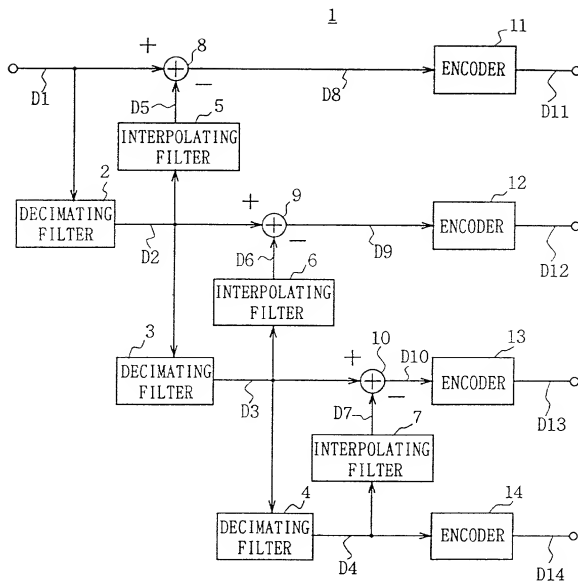 1
11
+
8
ENCODER
D1
−
D8
D11
D5
5
INTERPOLATING
FILTER
2
12
+
9
DECIMATING
FILTER
ENCODER
D2
−
D9
D12
D6
6
INTERPOLATING
FILTER
3
13
+
10
D10
DECIMATING
FILTER
ENCODER
D3
−
D13
D7
7
INTERPOLATING
FILTER
4
14
DECIMATING
FILTER
ENCODER
D4
D14